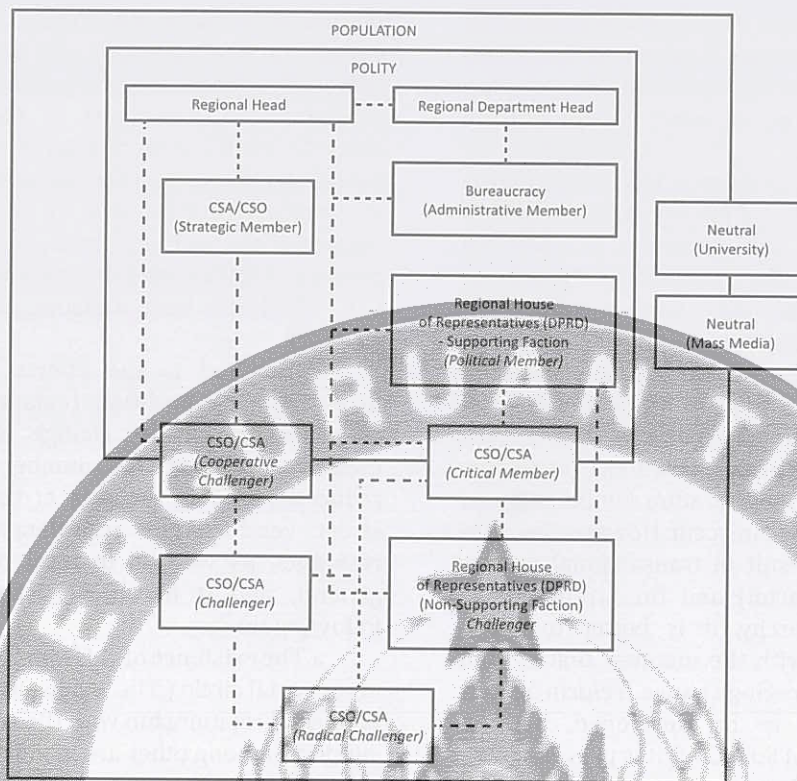 POPULATION
POLITY
Regional Head
Regional Department Head
CSA/CSO
(Strategic Member)
Bureaucracy
(Administrative Member)
Neutral
(University)
Regional House
of Representatives (DPRD)
- Supporting Faction
(Political Member)
Neutral
(Mass Media)
CSO/CSA
(Cooperative
Challenger)
CSO/CSA
(Critical Member)
CSO/CSA
(Challenger)
Regional House
of Representatives (DPRD)
(Non-Supporting Faction)
Challenger
CSO/CSA
(Radical Challenger)
PERGURUAN